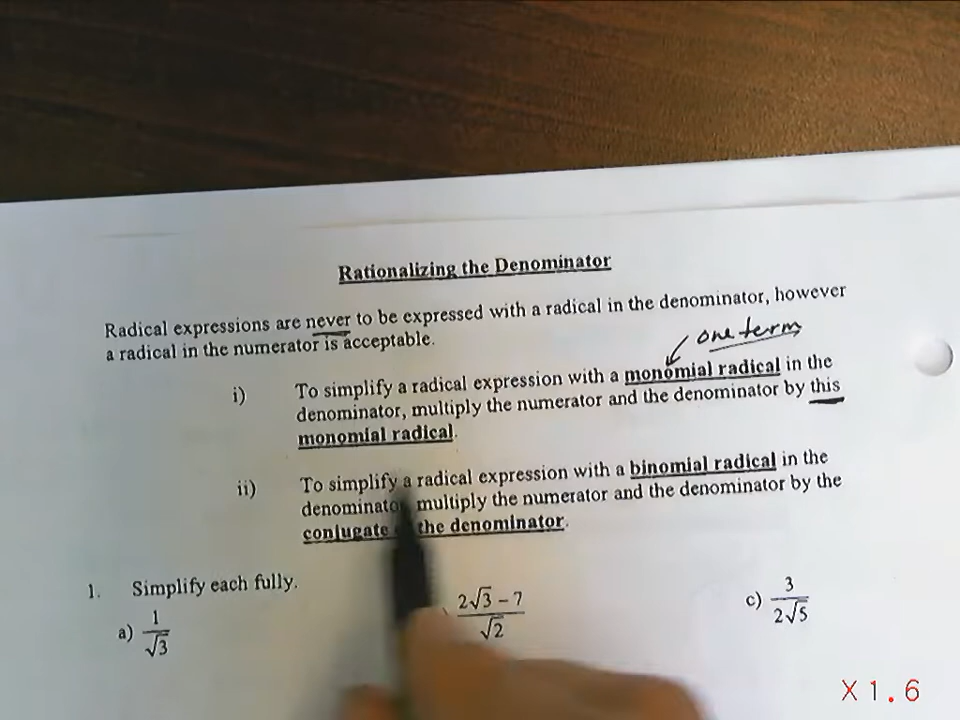 Rationalizing the Denominator
Radical expressions are never to be expressed with a radical in the denominator, however
a radical in the numerator is acceptable.
one term
i) To simplify a radical expression with a monomial radical in the
denominator, multiply the numerator and the denominator by this
monomial radical.
ii) To simplify a radical expression with a binomial radical in the
denominator, multiply the numerator and the denominator by the
conjugate the denominator.
1. Simplify each fully.
a) 1/√3 ) (2√3 - 7)/√2 c) 3/(2√5)
X1.6